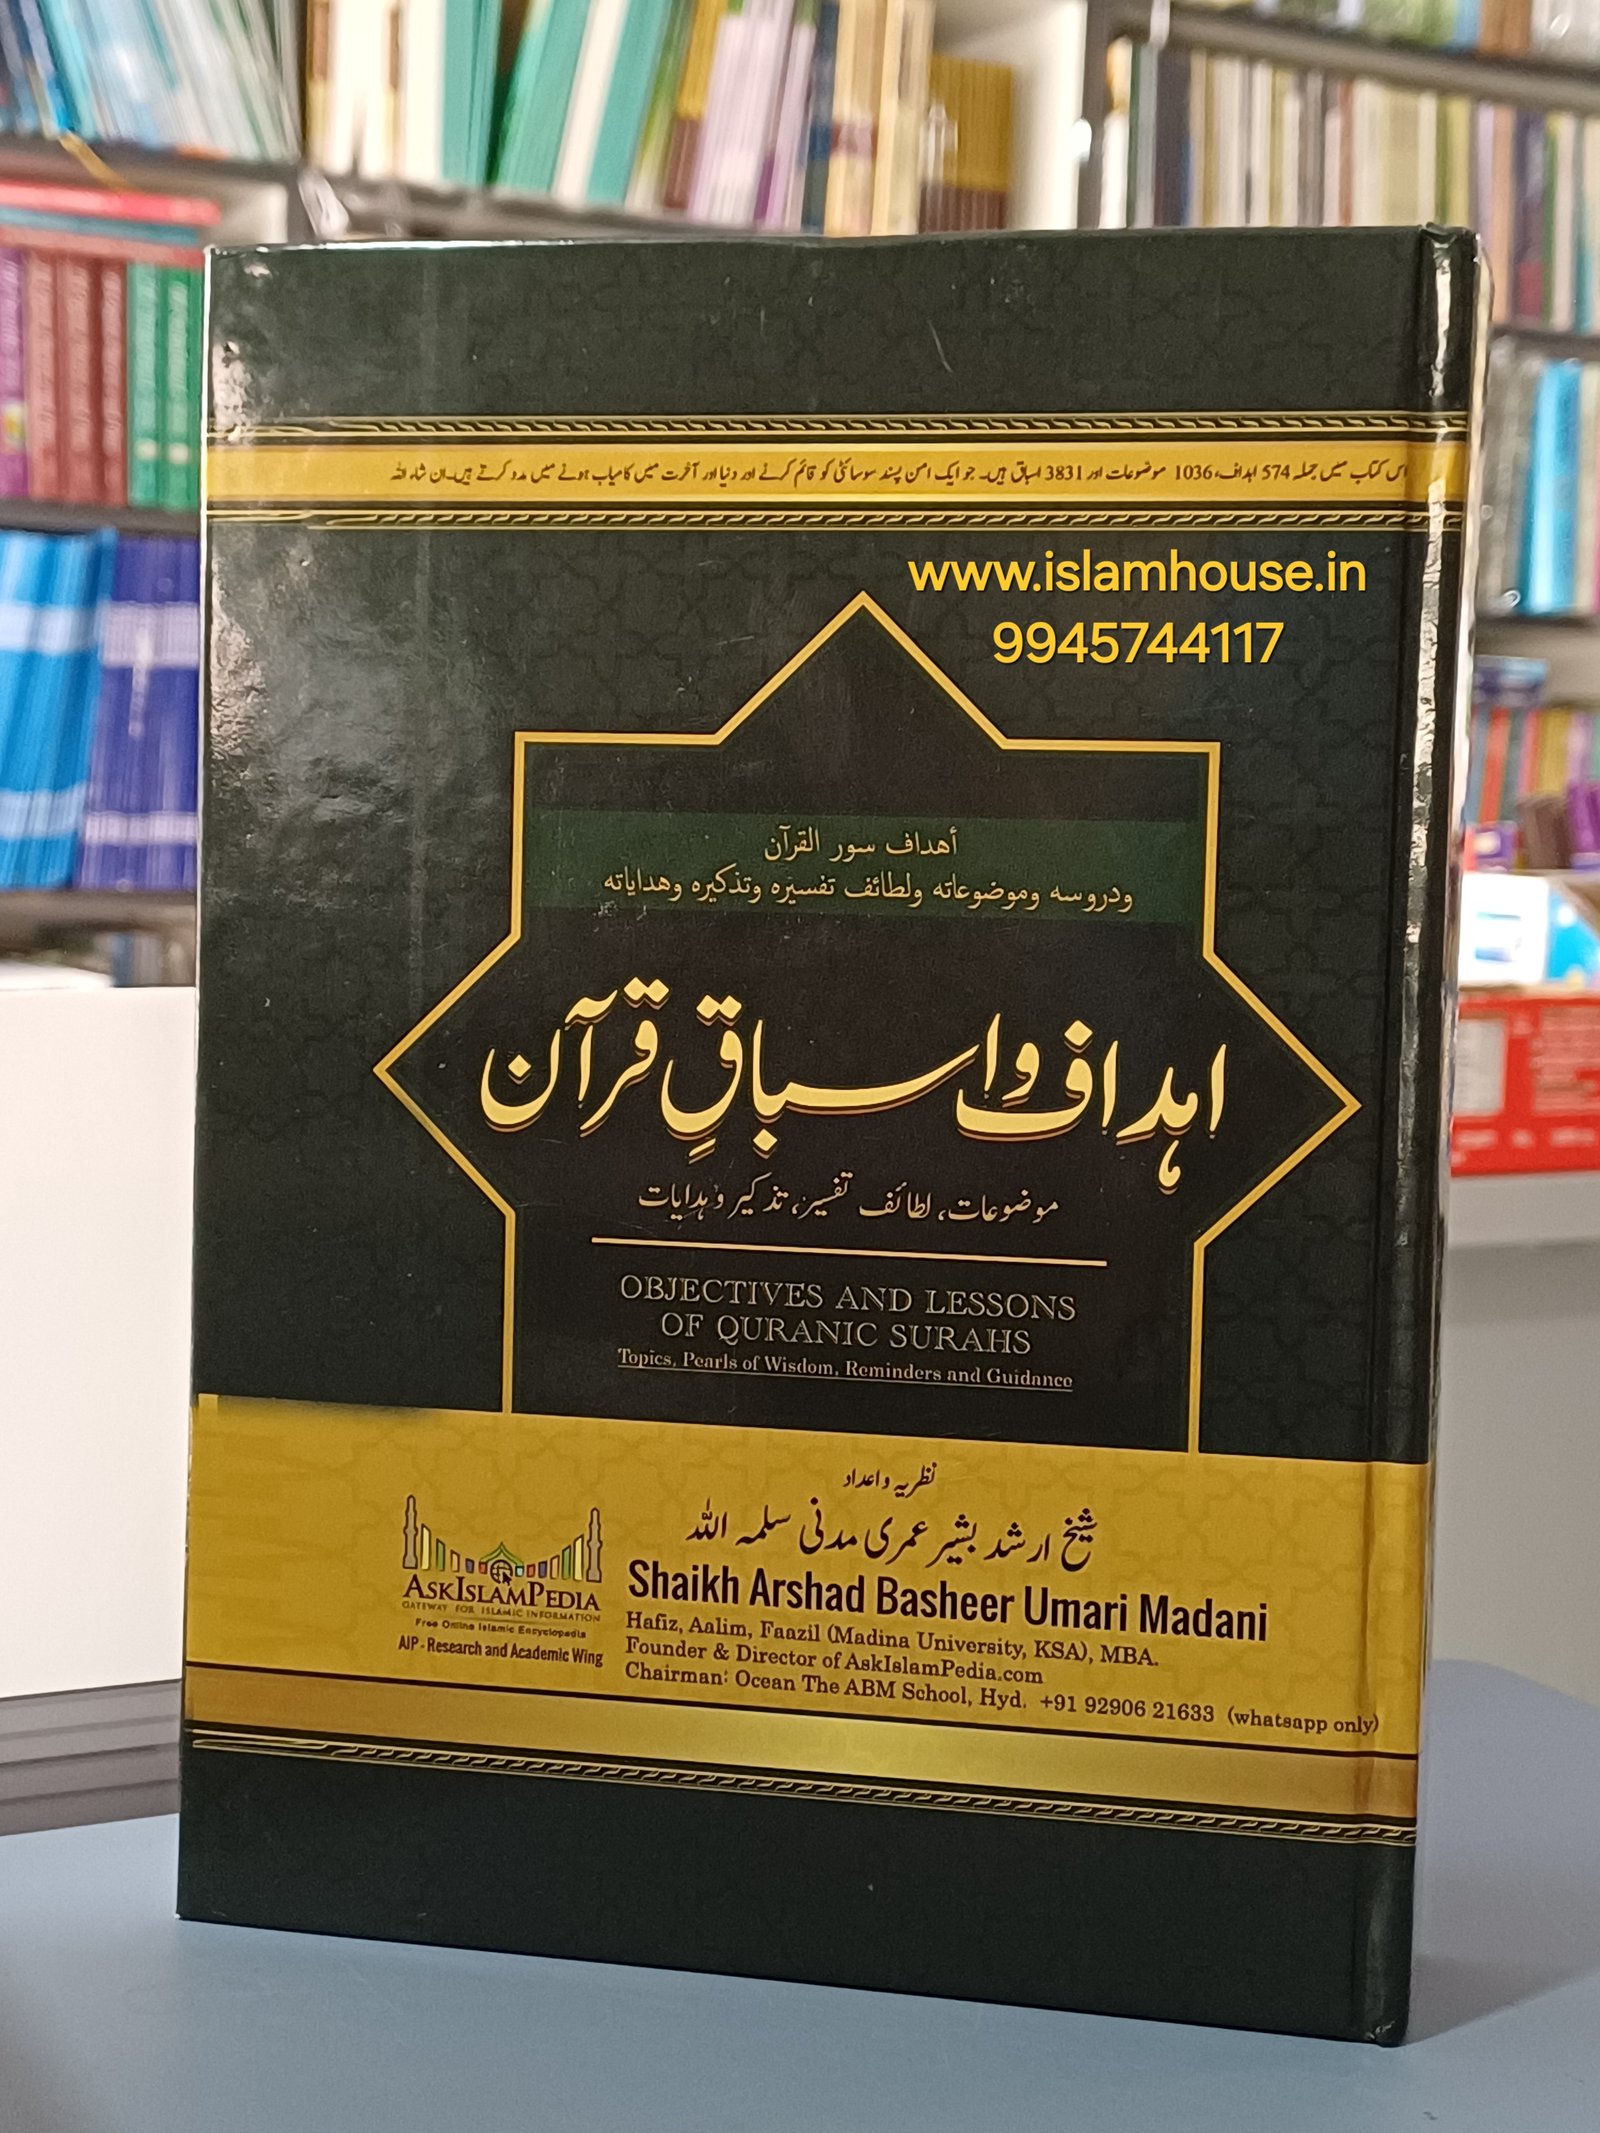 اس کتاب میں جملہ 574 اہداف، 1036 موضوعات اور 3831 اسباق ہیں۔ جو ایک امن پسند سوسائٹی کو قائم کرنے اور دنیا اور آخرت میں کامیاب ہونے میں مدد کرتے ہیں۔ ان شاء اللہ
www.islamhouse.in
9945744117
أهداف سور القرآن
ودروسه وموضوعاته ولطائف تفسيره وتذكيره وهداياته
اہداف و اسباقِ قرآن
موضوعات، لطائف تفسیر، تذکیر و ہدایات
OBJECTIVES AND LESSONS
OF QURANIC SURAHS
Topics, Pearls of Wisdom, Reminders and Guidance
نظریہ و اعداد
شیخ ارشد بشیر عمری مدنی سلمہ اللہ
Shaikh Arshad Basheer Umari Madani
Hafiz, Aalim, Faazil (Madina University, KSA), MBA.
Founder & Director of AskIslamPedia.com
Chairman: Ocean The ABM School, Hyd. +91 92906 21633 (whatsapp only)
ASKISLAMPEDIA
GATEWAY FOR ISLAMIC INFORMATION
Free Online Islamic Encyclopedia
AIP - Research and Academic Wing